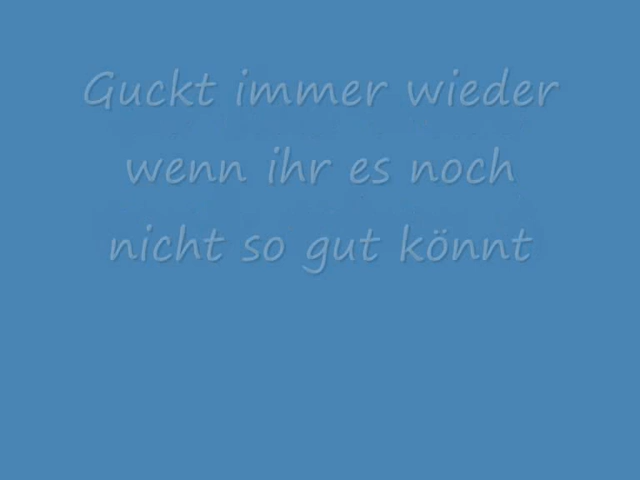 Guckt immer wieder
wenn ihr es noch
nicht so gut könnt